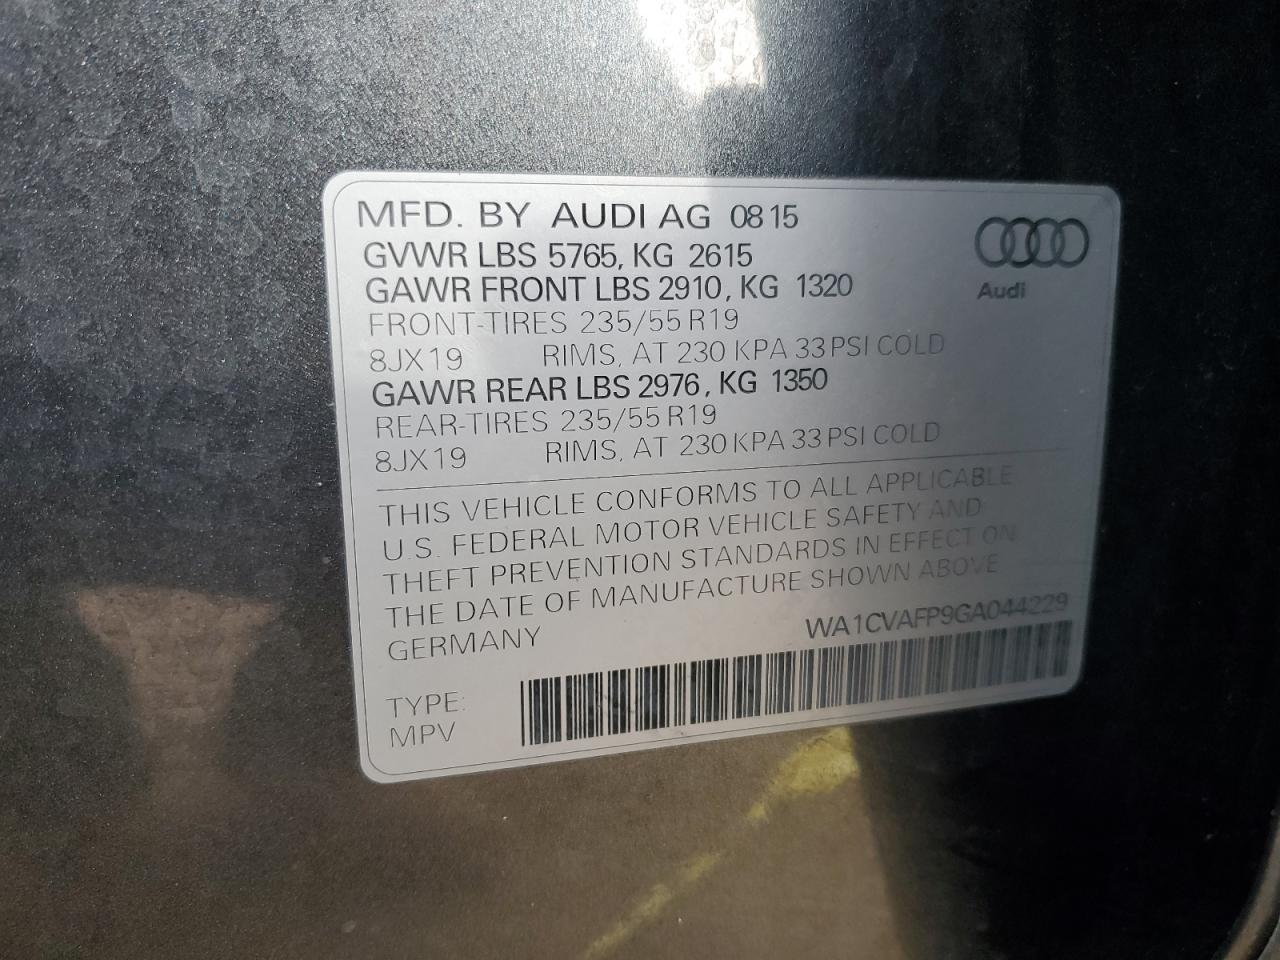 MFD. BY AUDI AG 0815
GVWR LBS 5765, KG 2615
GAWR FRONT LBS 2910, KG 1320
Audi
FRONT-TIRES 235/55 R19
8JX19 RIMS, AT 230 KPA 33 PSI COLD
GAWR REAR LBS 2976, KG 1350
REAR-TIRES 235/55 R19
8JX19 RIMS, AT 230 KPA 33 PSI COLD
THIS VEHICLE CONFORMS TO ALL APPLICABLE
U.S. FEDERAL MOTOR VEHICLE SAFETY AND
THEFT PREVENTION STANDARDS IN EFFECT ON
THE DATE OF MANUFACTURE SHOWN ABOVE
GERMANY WA1CVAFP9GA044229
TYPE:
MPV